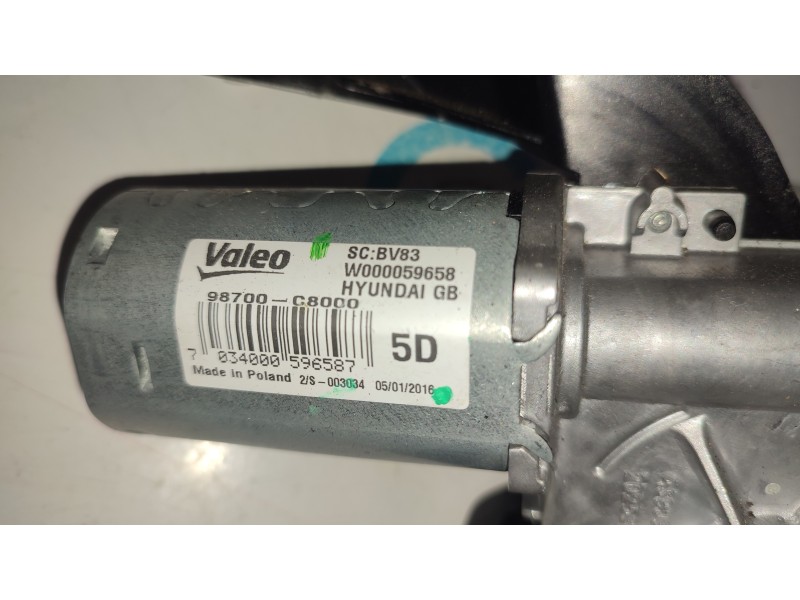 Valeo
SC:BV83
W000059658
HYUNDAI GB
98700-C8000
5D
7 034000 596587
Made in Poland 2/S-003034 05/01/2016